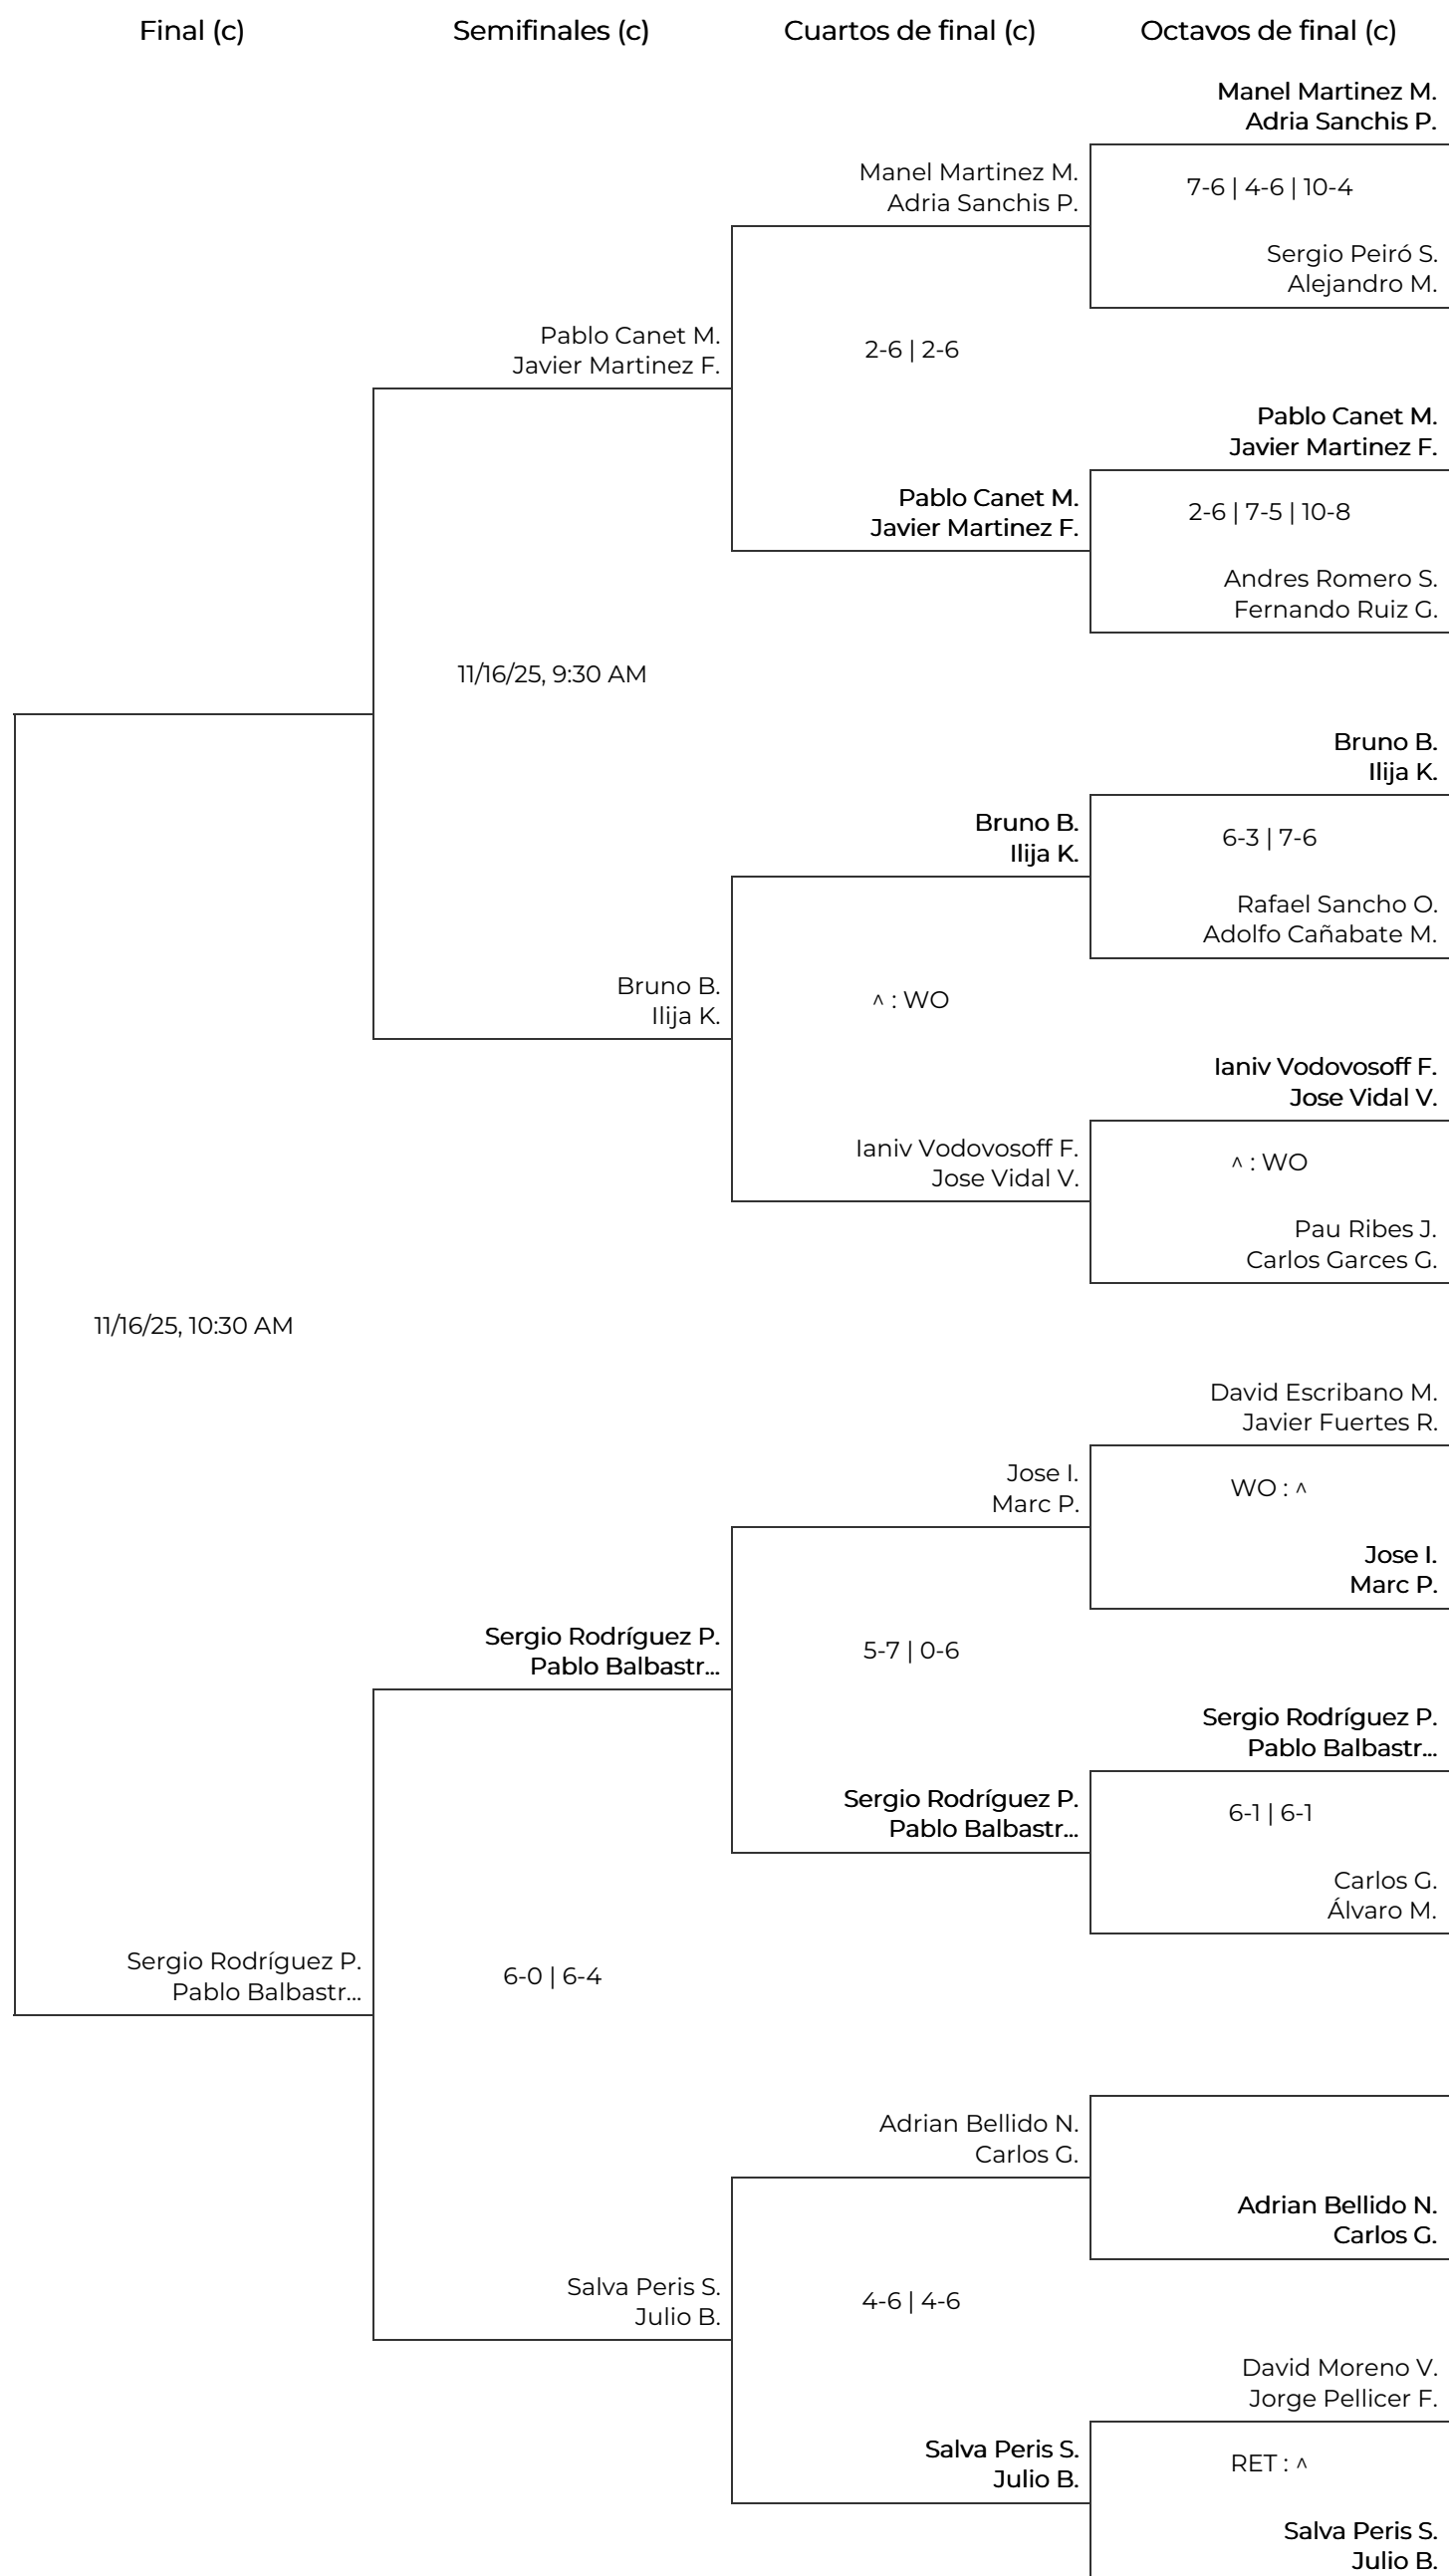 Final (c)
Semifinales (c)
Cuartos de final (c)
Octavos de final (c)
Manel Martinez M.
Adria Sanchis P.
Manel Martinez M.
Adria Sanchis P.
7-6 | 4-6 | 10-4
Sergio Peiró S.
Alejandro M.
Pablo Canet M.
Javier Martinez F.
2-6 | 2-6
Pablo Canet M.
Javier Martinez F.
Pablo Canet M.
Javier Martinez F.
2-6 | 7-5 | 10-8
Andres Romero S.
Fernando Ruiz G.
11/16/25, 9:30 AM
Bruno B.
Ilija K.
Bruno B.
Ilija K.
6-3 | 7-6
Rafael Sancho O.
Adolfo Cañabate M.
Bruno B.
Ilija K.
^ : WO
Ianiv Vodovosoff F.
Jose Vidal V.
Ianiv Vodovosoff F.
Jose Vidal V.
^ : WO
Pau Ribes J.
Carlos Garces G.
11/16/25, 10:30 AM
David Escribano M.
Javier Fuertes R.
Jose I.
Marc P.
WO : ^
Jose I.
Marc P.
Sergio Rodríguez P.
Pablo Balbastr...
5-7 | 0-6
Sergio Rodríguez P.
Pablo Balbastr...
Sergio Rodríguez P.
Pablo Balbastr...
6-1 | 6-1
Carlos G.
Álvaro M.
Sergio Rodríguez P.
Pablo Balbastr...
6-0 | 6-4
Adrian Bellido N.
Carlos G.
Adrian Bellido N.
Carlos G.
Salva Peris S.
Julio B.
4-6 | 4-6
David Moreno V.
Jorge Pellicer F.
Salva Peris S.
Julio B.
RET : ^
Salva Peris S.
Julio B.